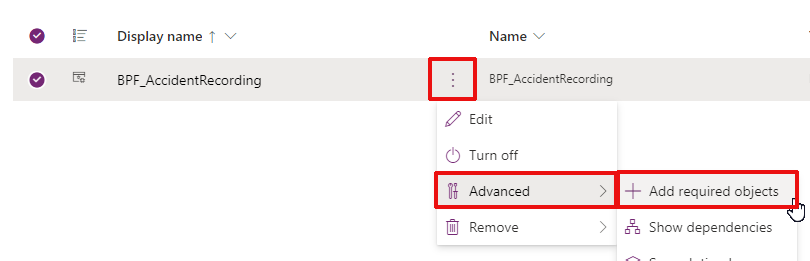 Display name ↑
Name
BPF_AccidentRecording
BPF_AccidentRecording
Edit
Turn off
Advanced
Add required objects
Remove
Show dependencies